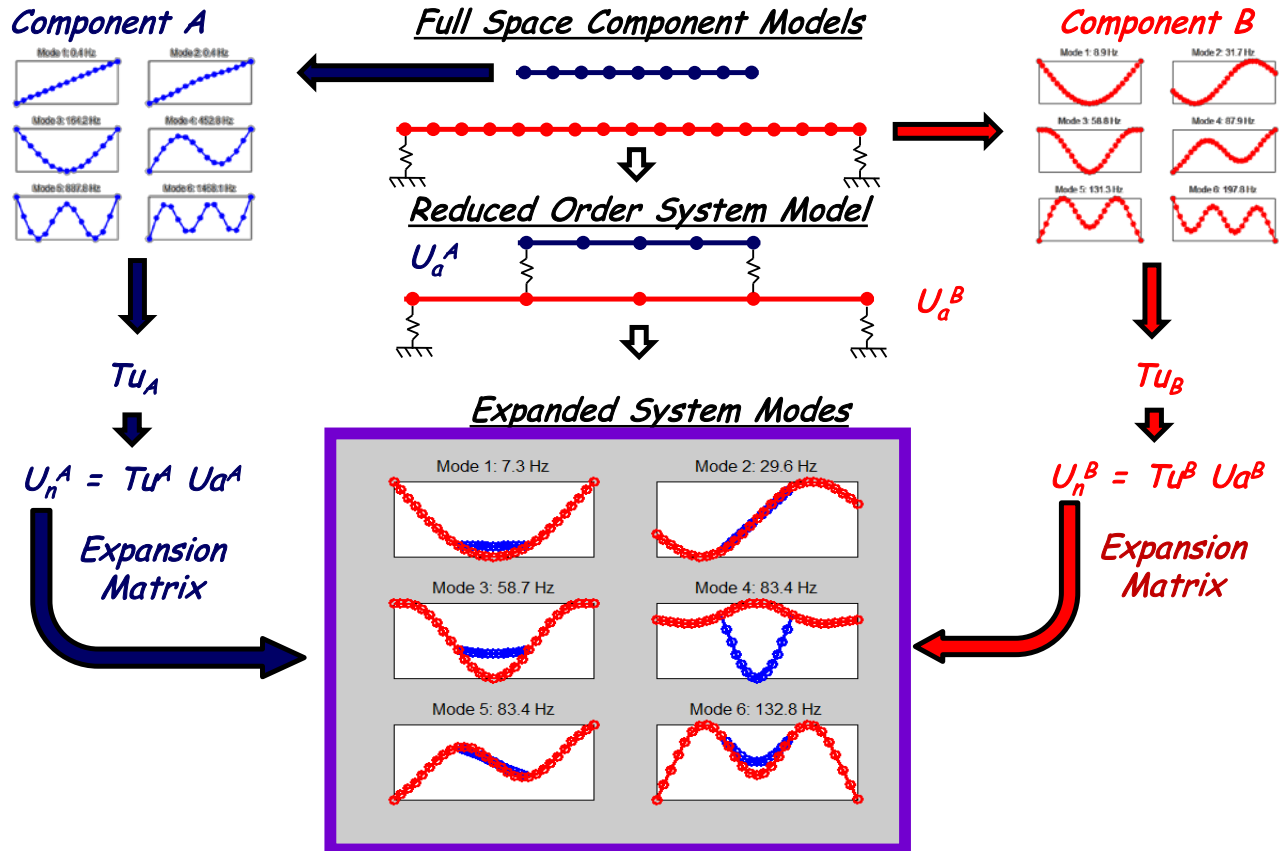 Component A
Full Space Component Models
Component B
Mode 1: 0.4 Hz
Mode 2: 0.4 Hz
Mode 3: 164.2 Hz
Mode 4: 452.8 Hz
Mode 5: 887.8 Hz
Mode 6: 1468.1 Hz
Mode 1: 8.9 Hz
Mode 2: 31.7 Hz
Mode 3: 58.8 Hz
Mode 4: 87.9 Hz
Mode 5: 131.3 Hz
Mode 6: 197.8 Hz
Reduced Order System Model
UaA
UaB
TuA
TuB
Expanded System Modes
UnA = TuA UaA
Expansion
Matrix
UnB = TuB UaB
Expansion
Matrix
Mode 1: 7.3 Hz
Mode 2: 29.6 Hz
Mode 3: 58.7 Hz
Mode 4: 83.4 Hz
Mode 5: 83.4 Hz
Mode 6: 132.8 Hz